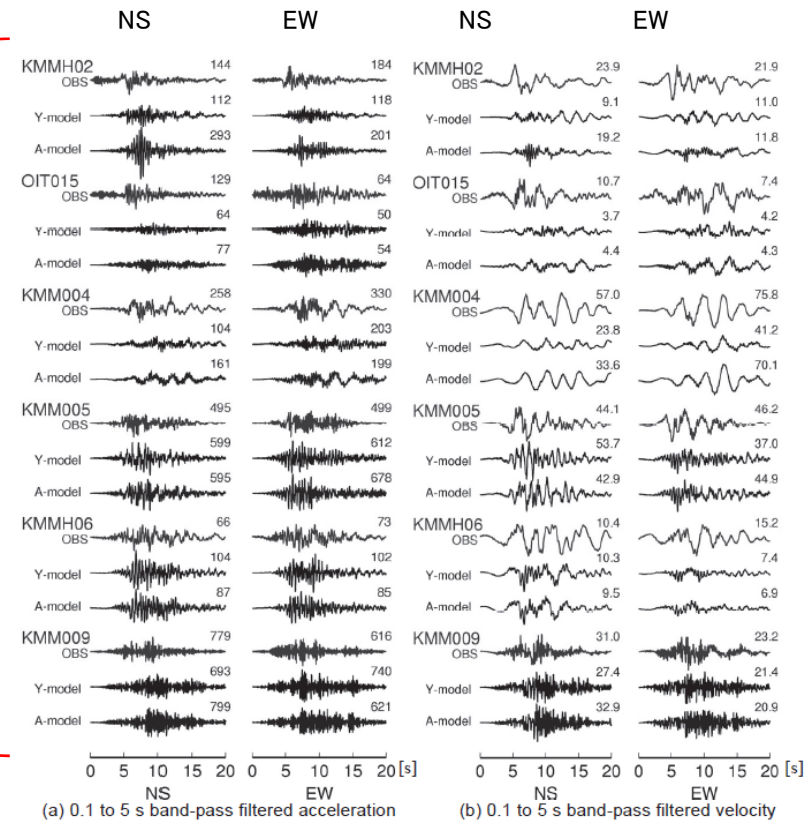 NS EW NS EW
KMMH02 144 184 KMMH02 23.9 21.9
OBS OBS
112 118 9.1 11.0
Y-model Y-model
293 201 19.2 11.8
A-model A-model
OIT015 129 64 OIT015 10.7 7.4
OBS OBS
64 50 3.7 4.2
Y-model Y-model
77 54 4.4 4.3
A-model A-model
KMM004 258 330 KMM004 57.0 75.8
OBS OBS
104 203 23.8 41.2
Y-model Y-model
161 199 33.6 70.1
A-model A-model
KMM005 495 499 KMM005 44.1 46.2
OBS OBS
599 612 53.7 37.0
Y-model Y-model
595 678 42.9 44.9
A-model A-model
KMMH06 66 73 KMMH06 10.4 15.2
OBS OBS
104 102 10.3 7.4
Y-model Y-model
87 85 9.5 6.9
A-model A-model
KMM009 779 616 KMM009 31.0 23.2
OBS OBS
693 740 27.4 21.4
Y-model Y-model
799 621 32.9 20.9
A-model A-model
0 5 10 15 20 0 5 10 15 20 [s] 0 5 10 15 20 0 5 10 15 20 [s]
NS EW NS EW
(a) 0.1 to 5 s band-pass filtered acceleration (b) 0.1 to 5 s band-pass filtered velocity